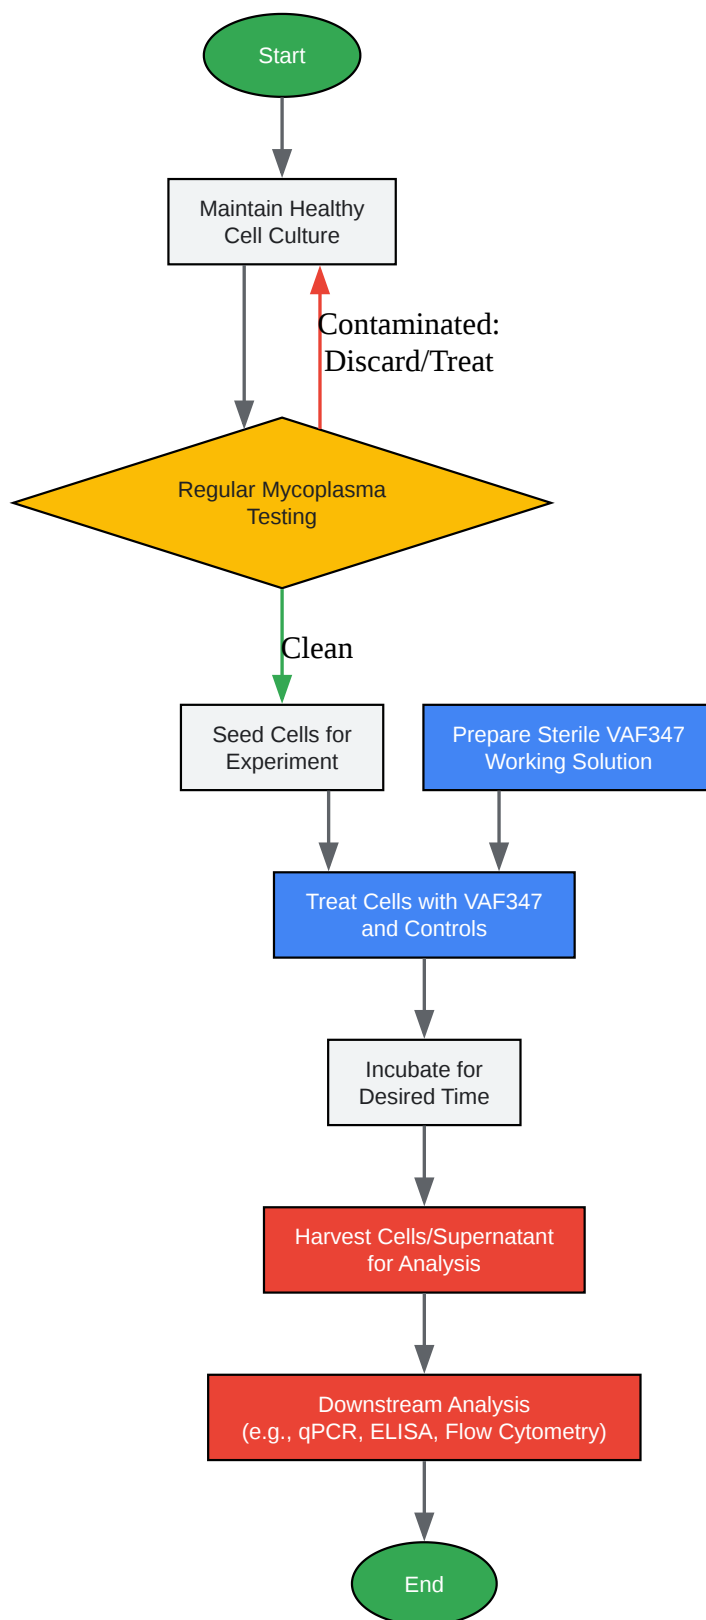 Start
Maintain Healthy
Cell Culture
Contaminated:
Discard/Treat
Regular Mycoplasma
Testing
Clean
Seed Cells for
Experiment
Prepare Sterile VAF347
Working Solution
Treat Cells with VAF347
and Controls
Incubate for
Desired Time
Harvest Cells/Supernatant
for Analysis
Downstream Analysis
(e.g., qPCR, ELISA, Flow Cytometry)
End